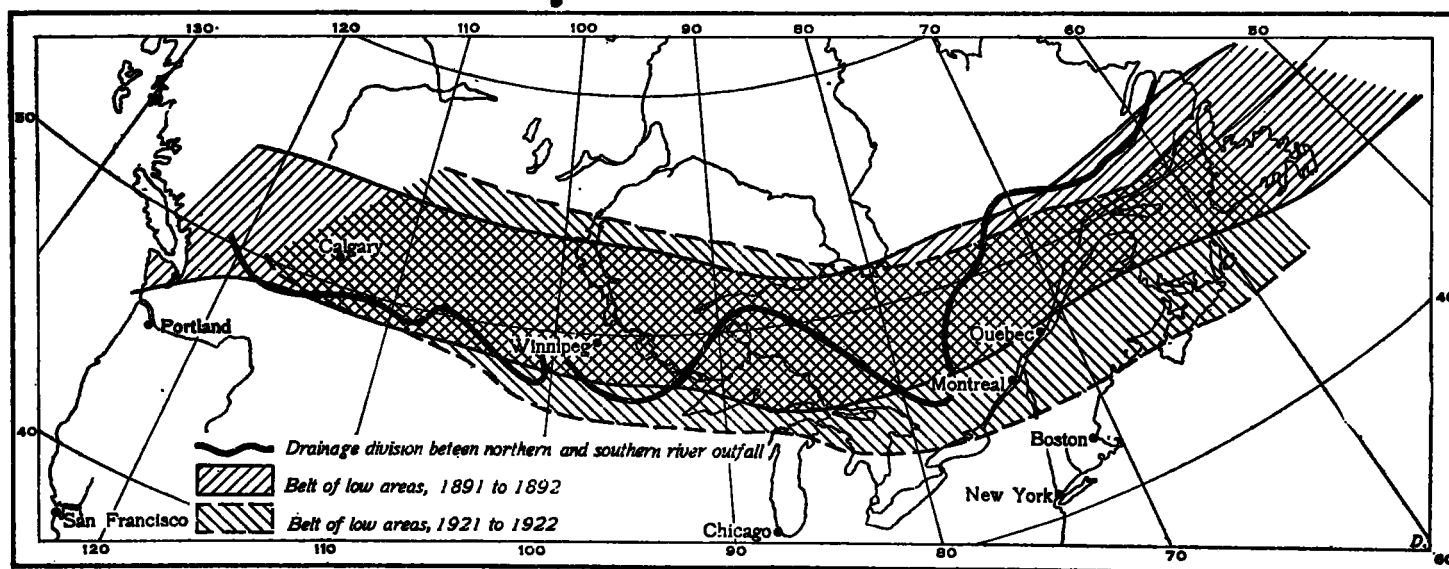 130 120 110 100 90 80 70 60 50
50
Calgary
Portland
Winnipeg
Quebec
Montreal
40
40
Drainage division beteen northern and southern river outfall
Boston
Belt of low areas, 1891 to 1892
New York
San Francisco
Belt of low areas, 1921 to 1922
Chicago
D.
120 110 100 90 80 70 60